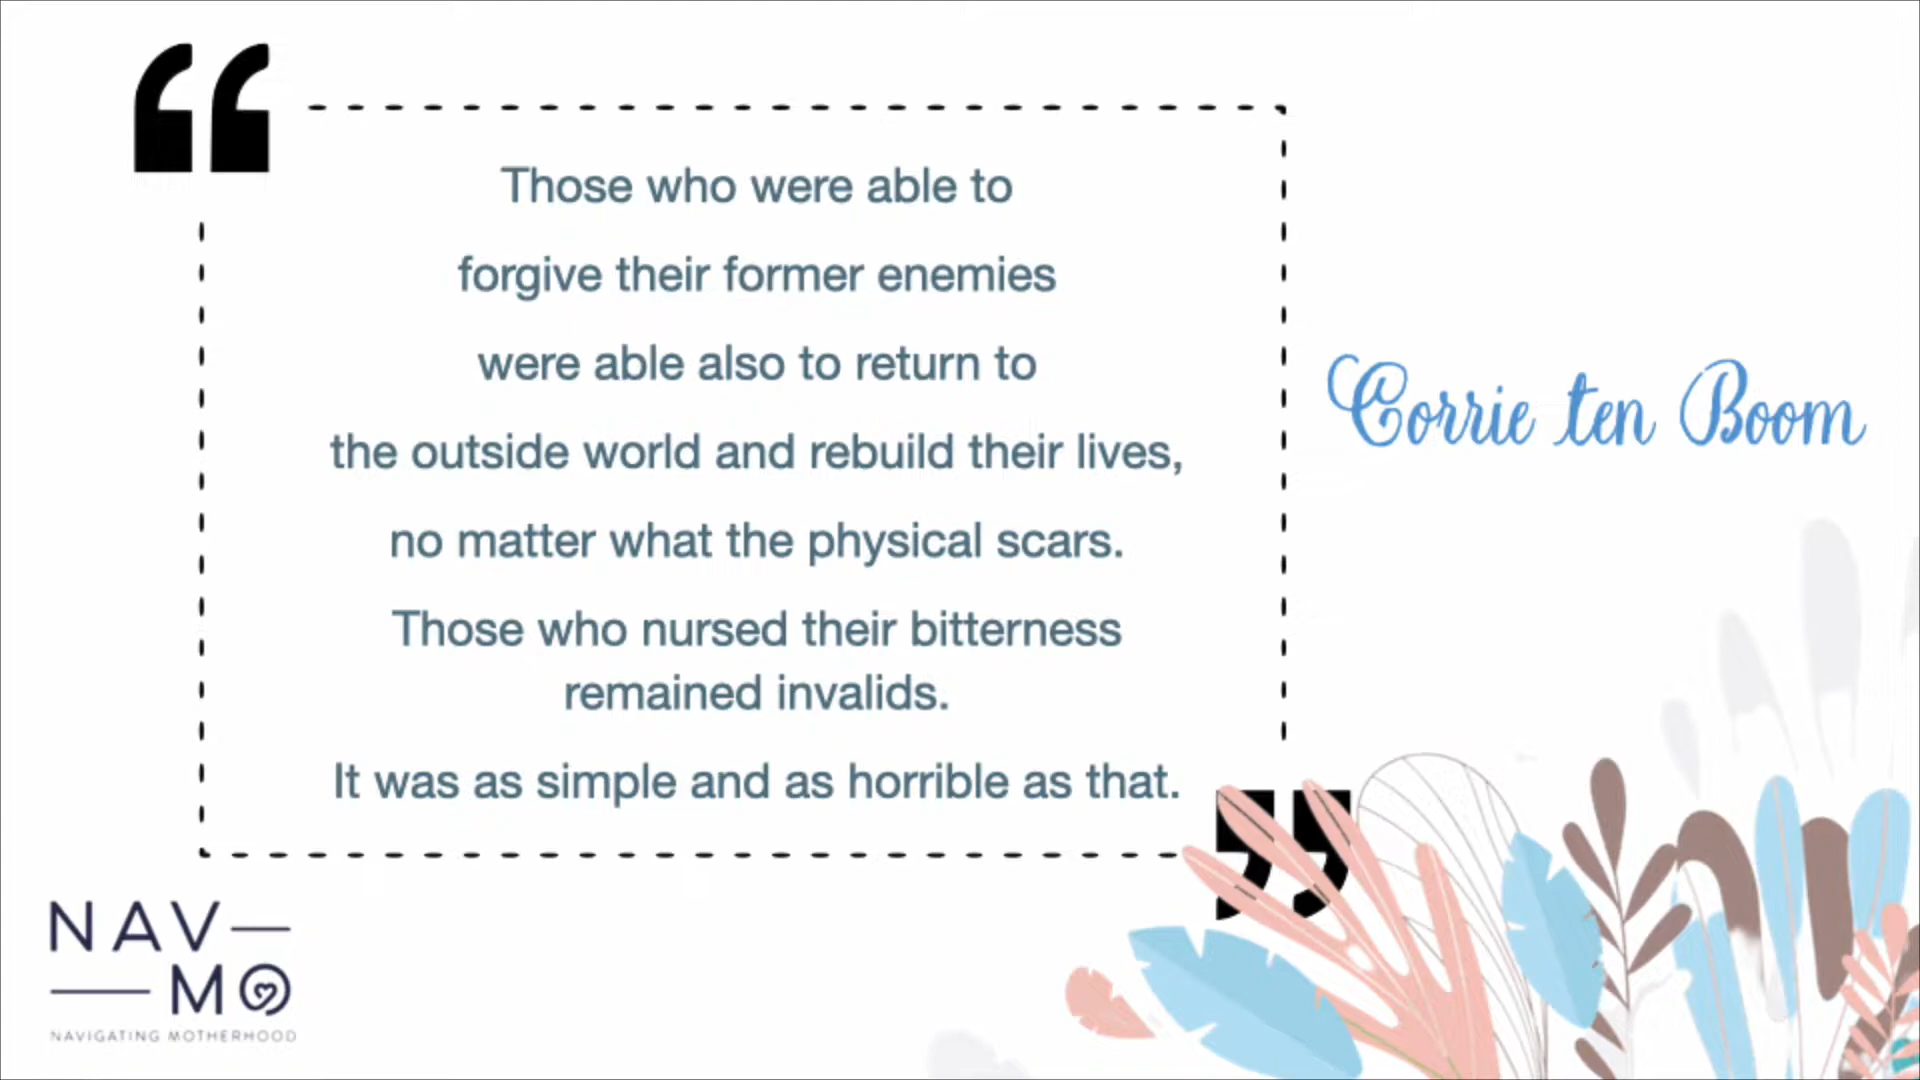 “
Those who were able to
forgive their former enemies
were able also to return to
the outside world and rebuild their lives,
no matter what the physical scars.
Those who nursed their bitterness
remained invalids.
It was as simple and as horrible as that.
”
Corrie ten Boom
NAV
MO
NAVIGATING MOTHERHOOD